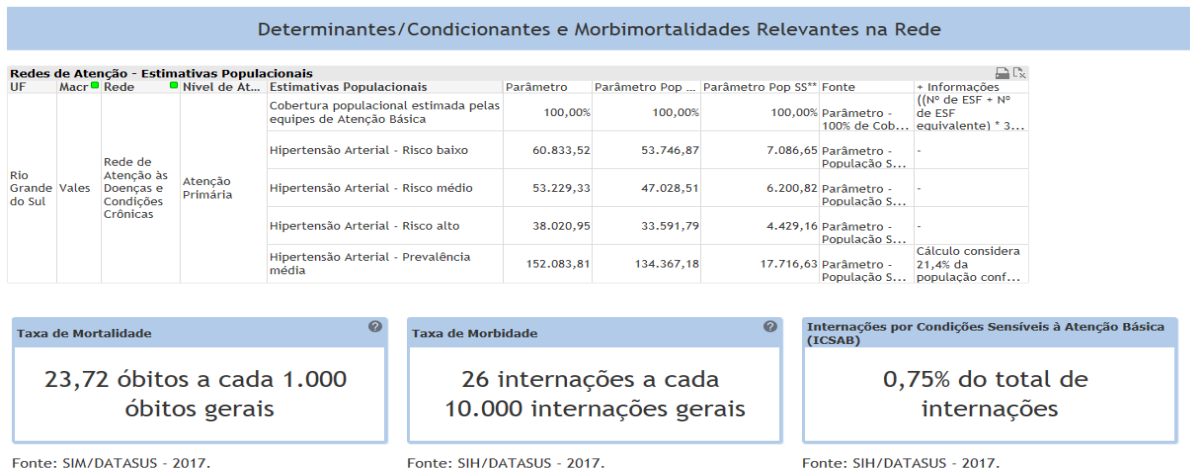 Determinantes/Condicionantes e Morbimortalidades Relevantes na Rede
Redes de Atenção - Estimativas Populacionais
UF Macr Rede Nível de At... Estimativas Populacionais Parâmetro Parâmetro Pop ... Parâmetro Pop SS** Fonte + Informações
Rio
Grande
do Sul
Vales
Rede de
Atenção às
Doenças e
Condições
Crônicas
Atenção
Primária
Cobertura populacional estimada pelas
equipes de Atenção Básica
100,00% 100,00% 100,00%
Parâmetro -
100% de Cob...
((Nº de ESF + Nº
de ESF
equivalente) * 3...
Hipertensão Arterial - Risco baixo 60.833,52 53.746,87 7.086,65
Parâmetro -
População S...
-
Hipertensão Arterial - Risco médio 53.229,33 47.028,51 6.200,82
Parâmetro -
População S...
-
Hipertensão Arterial - Risco alto 38.020,95 33.591,79 4.429,16
Parâmetro -
População S...
-
Hipertensão Arterial - Prevalência
média
152.083,81 134.367,18 17.716,63
Parâmetro -
População S...
Cálculo considera
21,4% da
população conf...
Taxa de Mortalidade ?
23,72 óbitos a cada 1.000
óbitos gerais
Fonte: SIM/DATASUS - 2017.
Taxa de Morbidade ?
26 internações a cada
10.000 internações gerais
Fonte: SIH/DATASUS - 2017.
Internações por Condições Sensíveis à Atenção Básica
(ICSAB)
0,75% do total de
internações
Fonte: SIH/DATASUS - 2017.